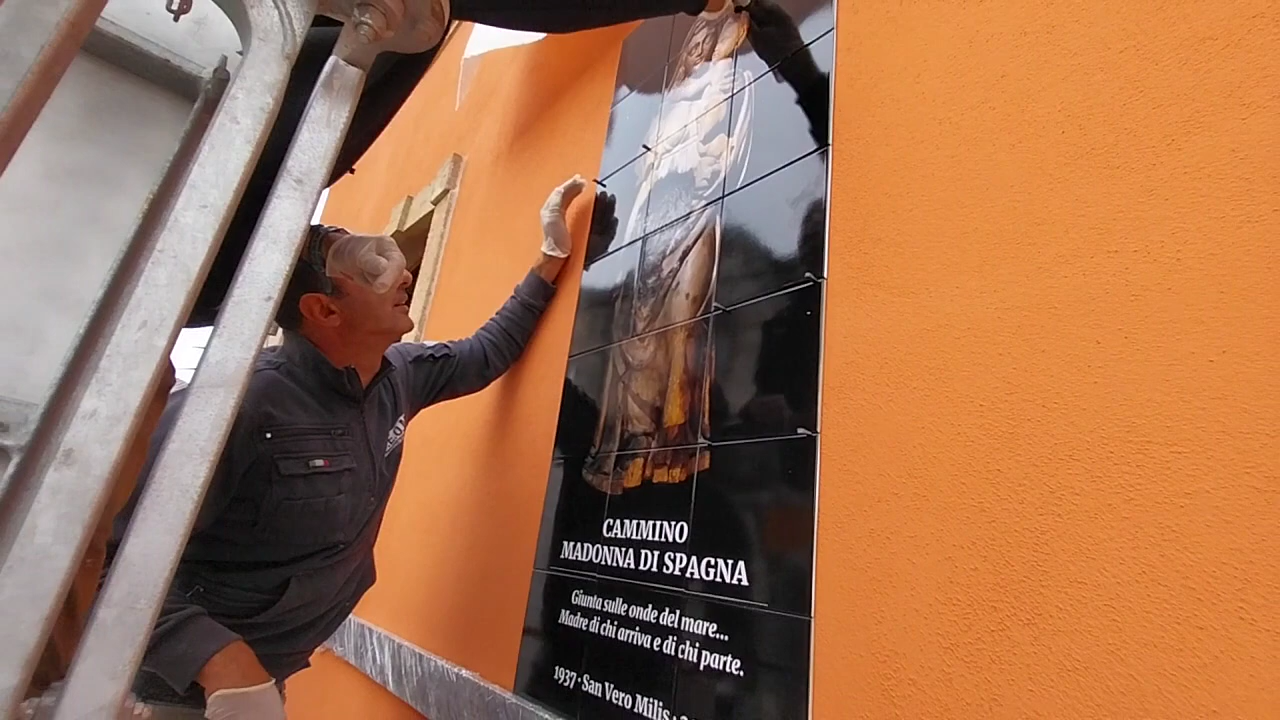 CAMMINO
MADONNA DI SPAGNA
Giunta sulle onde del mare...
Madre di chi arriva e di chi parte.
1937 · San Vero Milis ·